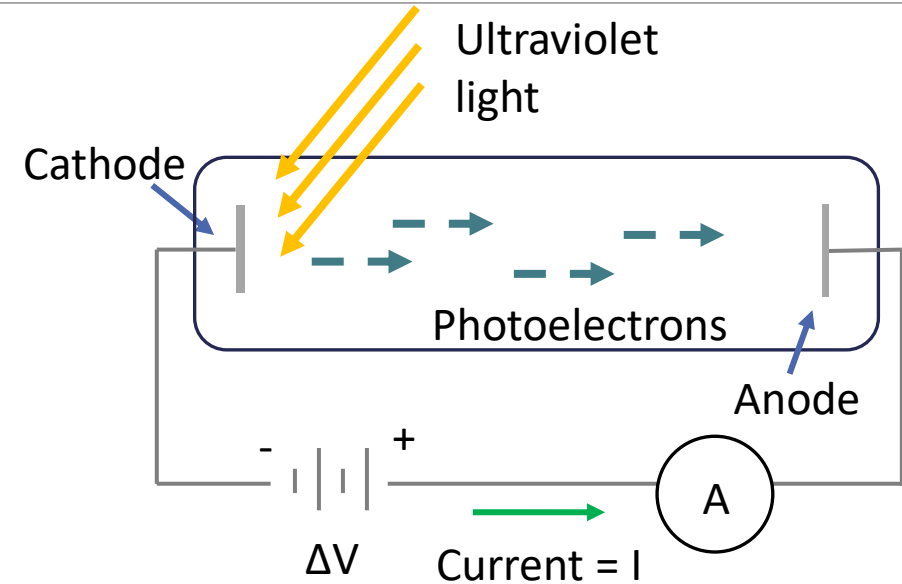 Ultraviolet
light
Cathode
Photoelectrons
Anode
- +
A
ΔV
Current = I